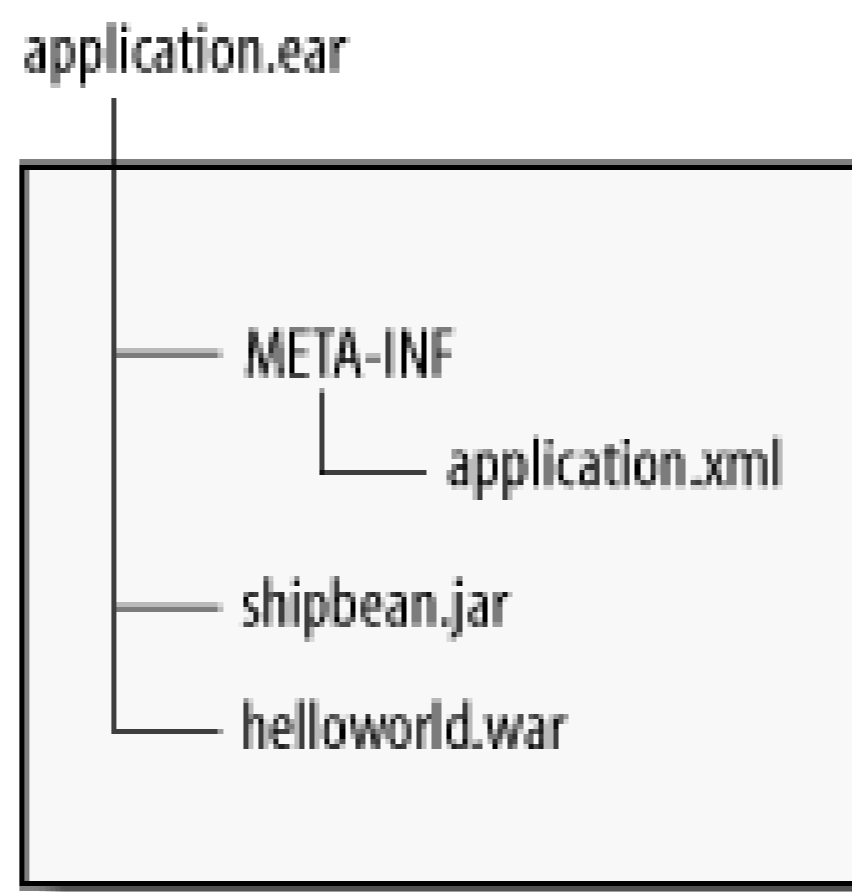 application.ear
META-INF
application.xml
shipbean.jar
helloworld.war